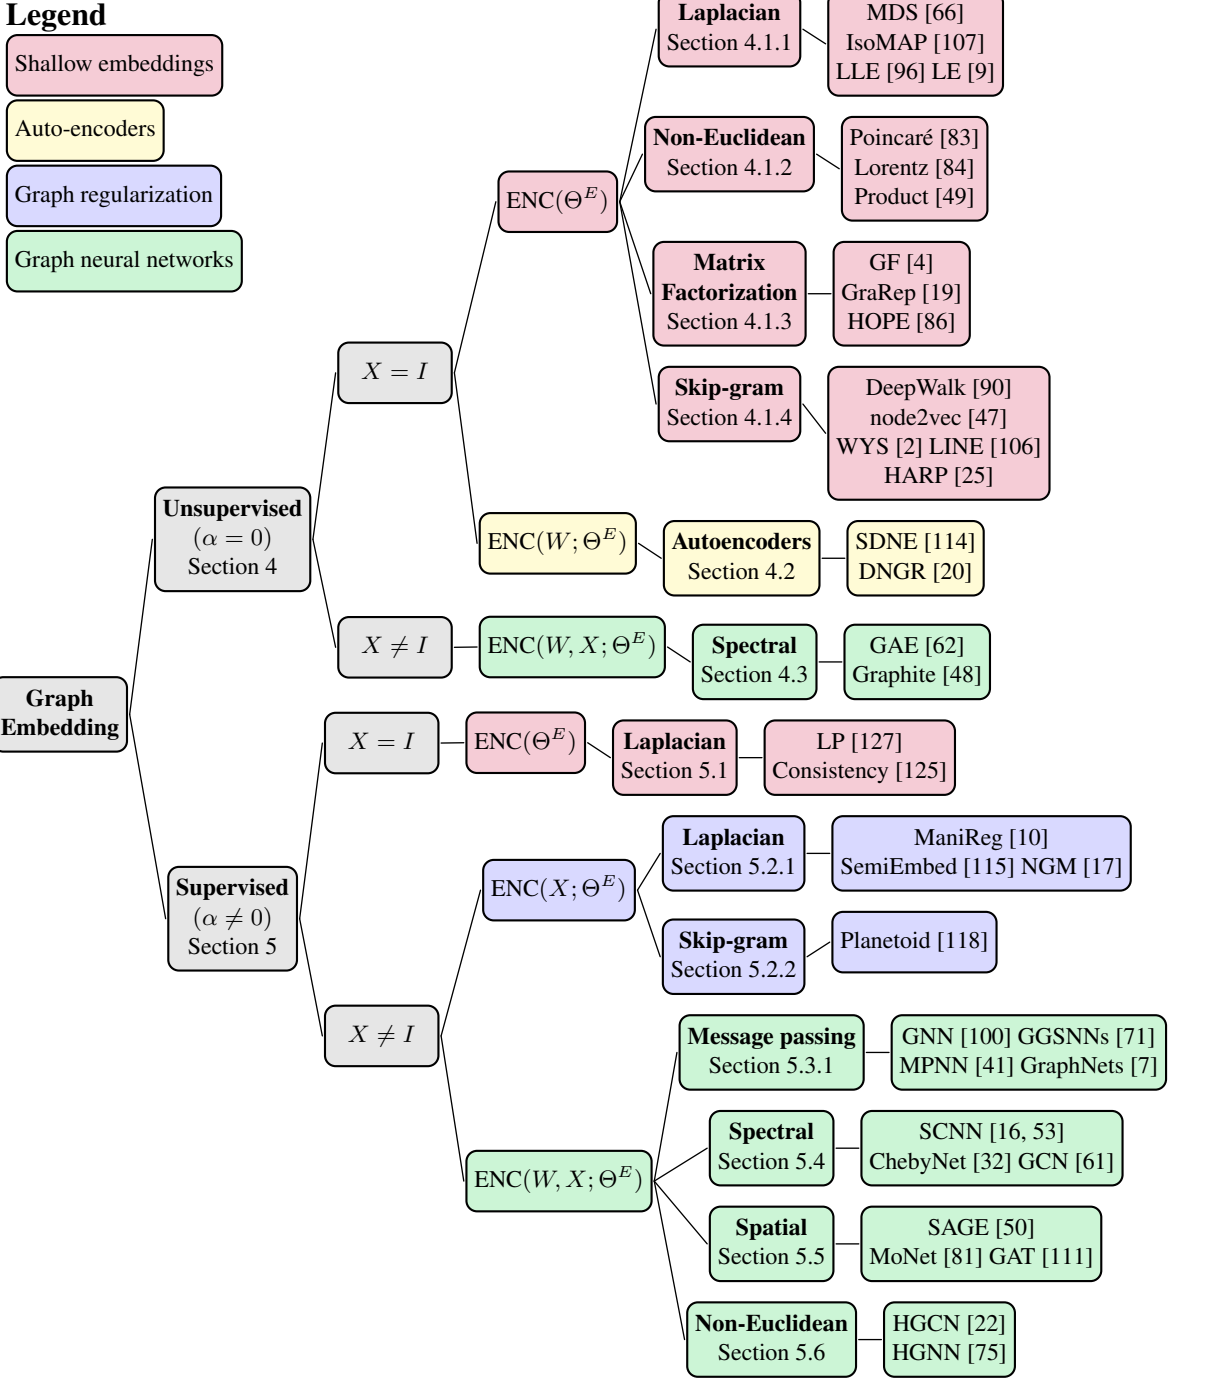 Legend
Shallow embeddings
Auto-encoders
Graph regularization
Graph neural networks
Graph
Embedding
Unsupervised
(α = 0)
Section 4
X = I
ENC(Θ^E)
Laplacian
Section 4.1.1
MDS [66]
IsoMAP [107]
LLE [96] LE [9]
Non-Euclidean
Section 4.1.2
Poincaré [83]
Lorentz [84]
Product [49]
Matrix
Factorization
Section 4.1.3
GF [4]
GraRep [19]
HOPE [86]
Skip-gram
Section 4.1.4
DeepWalk [90]
node2vec [47]
WYS [2] LINE [106]
HARP [25]
ENC(W; Θ^E)
Autoencoders
Section 4.2
SDNE [114]
DNGR [20]
X ≠ I
ENC(W, X; Θ^E)
Spectral
Section 4.3
GAE [62]
Graphite [48]
Supervised
(α ≠ 0)
Section 5
X = I
ENC(Θ^E)
Laplacian
Section 5.1
LP [127]
Consistency [125]
X ≠ I
ENC(X; Θ^E)
Laplacian
Section 5.2.1
ManiReg [10]
SemiEmbed [115] NGM [17]
Skip-gram
Section 5.2.2
Planetoid [118]
ENC(W, X; Θ^E)
Message passing
Section 5.3.1
GNN [100] GGSNNs [71]
MPNN [41] GraphNets [7]
Spectral
Section 5.4
SCNN [16, 53]
ChebyNet [32] GCN [61]
Spatial
Section 5.5
SAGE [50]
MoNet [81] GAT [111]
Non-Euclidean
Section 5.6
HGCN [22]
HGNN [75]